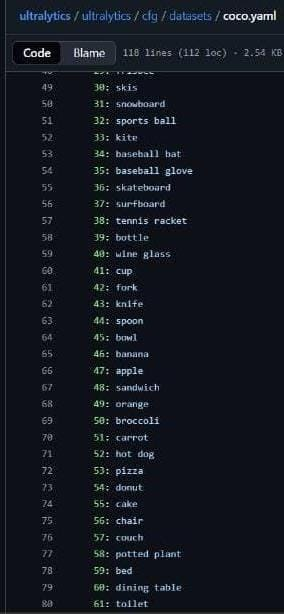 ultralytics / ultralytics / cfg / datasets / coco.yaml
Code Blame 118 lines (112 loc) · 2.54 KB
49 30: skis
50 31: snowboard
51 32: sports ball
52 33: kite
53 34: baseball bat
54 35: baseball glove
55 36: skateboard
56 37: surfboard
57 38: tennis racket
58 39: bottle
59 40: wine glass
60 41: cup
61 42: fork
62 43: knife
63 44: spoon
64 45: bowl
65 46: banana
66 47: apple
67 48: sandwich
68 49: orange
69 50: broccoli
70 51: carrot
71 52: hot dog
72 53: pizza
73 54: donut
74 55: cake
75 56: chair
76 57: couch
77 58: potted plant
78 59: bed
79 60: dining table
80 61: toilet